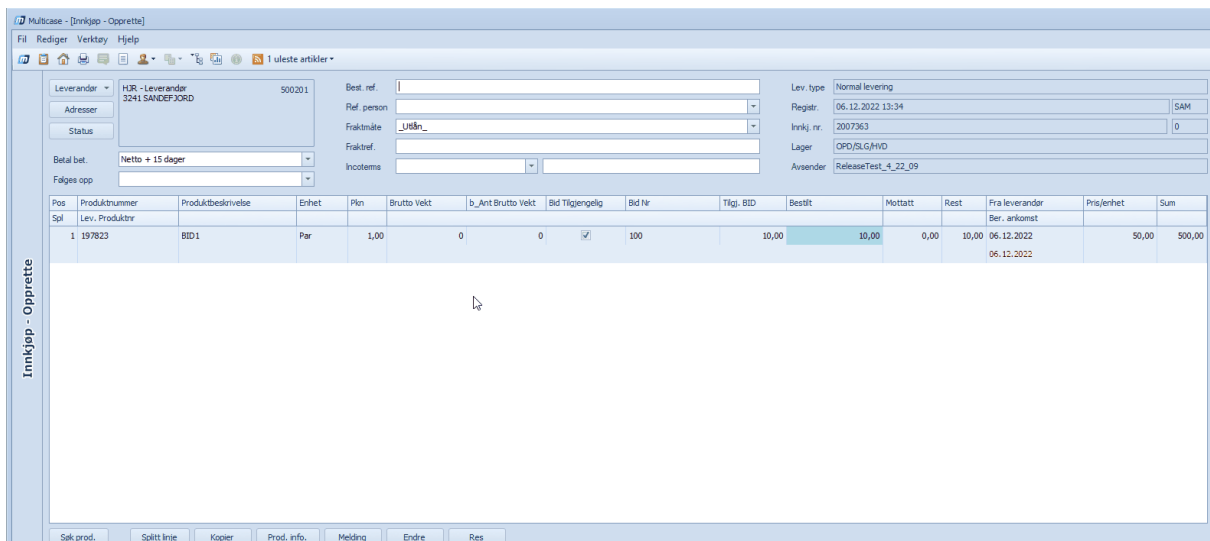 Multicase - [Innkjøp - Opprette]
Fil Rediger Verktøy Hjelp
1 uleste artikler
Leverandør HJR - Leverandør 500201
3241 SANDEFJORD
Adresser
Status
Betal bet. Netto + 15 dager
Følges opp
Best. ref.
Ref. person
Fraktmåte _Utlån_
Fraktref.
Incoterms
Lev. type Normal levering
Registr. 06.12.2022 13:34 SAM
Innkj. nr. 2007363 0
Lager OPD/SLG/HVD
Avsender ReleaseTest_4_22_09
Pos Produktnummer Produktbeskrivelse Enhet Pkn Brutto Vekt b_Ant Brutto Vekt Bid Tilgjengelig Bid Nr Tilgj. BID Bestilt Mottatt Rest Fra leverandør Pris/enhet Sum
Spl Lev. Produktnr Ber. ankomst
1 197823 BID1 Par 1,00 0 0 100 10,00 10,00 0,00 10,00 06.12.2022 50,00 500,00
06.12.2022
Innkjøp - Opprette
Søk prod. Splitt linje Kopier Prod. info. Melding Endre Res